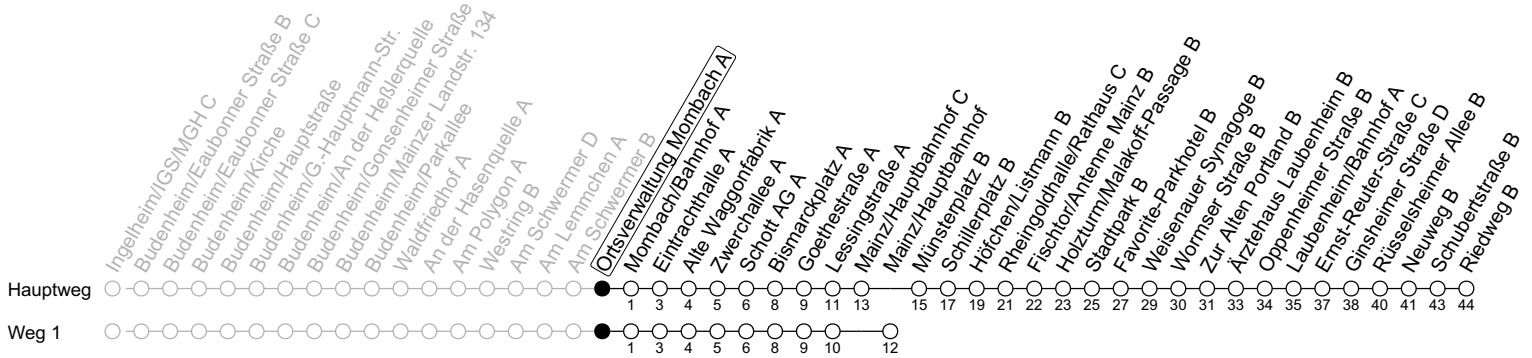 Ingelheim/IGS/MGH C
Budenheim/Eaubonner Straße B
Budenheim/Eaubonner Straße C
Budenheim/Kirche
Budenheim/Hauptstraße
Budenheim/G.-Hauptmann-Str.
Budenheim/An der Heßlerquelle
Budenheim/Gonsenheimer Straße
Budenheim/Mainzer Landstr. 134
Budenheim/Parkallee
Waldfriedhof A
An der Hasenquelle A
Am Polygon A
Westring B
Am Schwermer D
Am Lemmchen A
Am Schwermer B
Ortsverwaltung Mombach A
Mombach/Bahnhof A
Eintrachthalle A
Alte Waggonfabrik A
Zwerchallee A
Schott AG A
Bismarckplatz A
Goethestraße A
Lessingstraße A
Mainz/Hauptbahnhof C
Mainz/Hauptbahnhof
Münsterplatz B
Schillerplatz B
Höfchen/Listmann B
Rheingoldhalle/Rathaus C
Fischtor/Antenne Mainz B
Holzturm/Malakoff-Passage B
Stadtpark B
Favorite-Parkhotel B
Weisenauer Synagoge B
Wormser Straße B
Zur Alten Portland B
Ärztehaus Laubenheim B
Oppenheimer Straße B
Laubenheim/Bahnhof A
Ernst-Reuter-Straße C
Ginsheimer Straße D
Rüsselsheimer Allee B
Neuweg B
Schubertstraße B
Riedweg B
Hauptweg
1 3 4 5 6 8 9 11 13 15 17 19 21 22 23 25 27 29 30 31 33 34 35 37 38 40 41 43 44
Weg 1
1 3 4 5 6 8 9 10 12